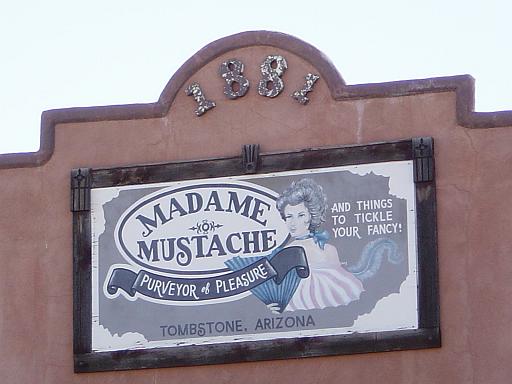 1881
MADAME
MUSTACHE
PURVEYOR of PLEASURE
AND THINGS
TO TICKLE
YOUR FANCY!
TOMBSTONE, ARIZONA